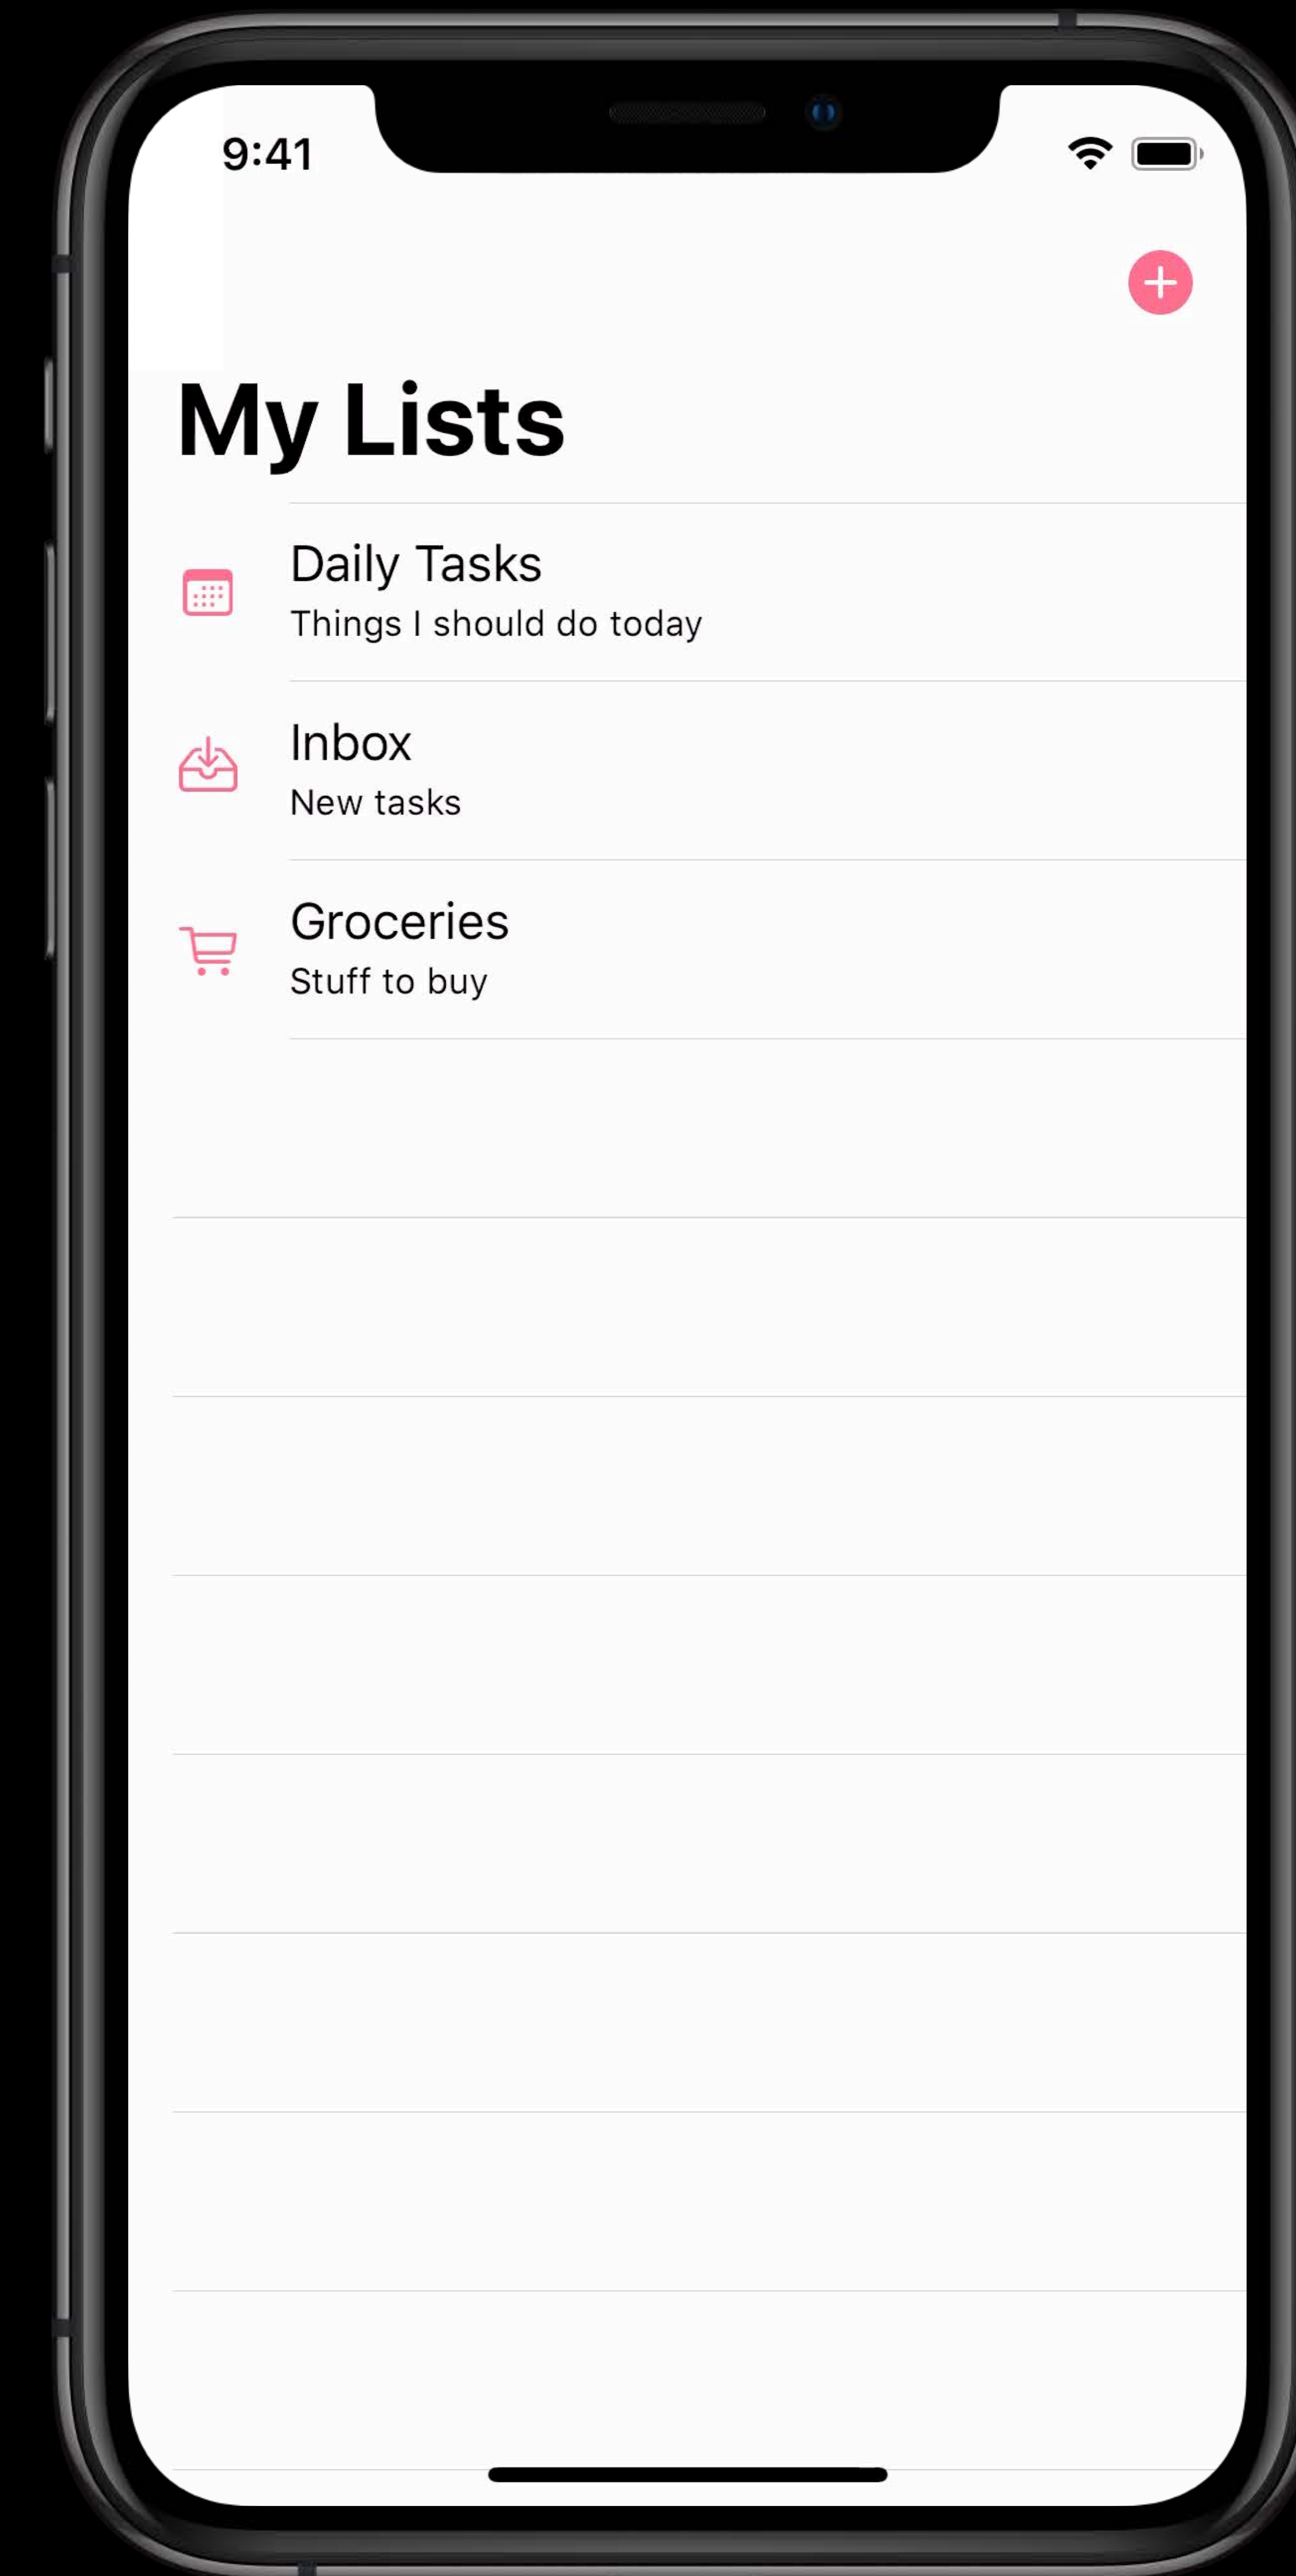 9:41
My Lists
Daily Tasks
Things I should do today
Inbox
New tasks
Groceries
Stuff to buy